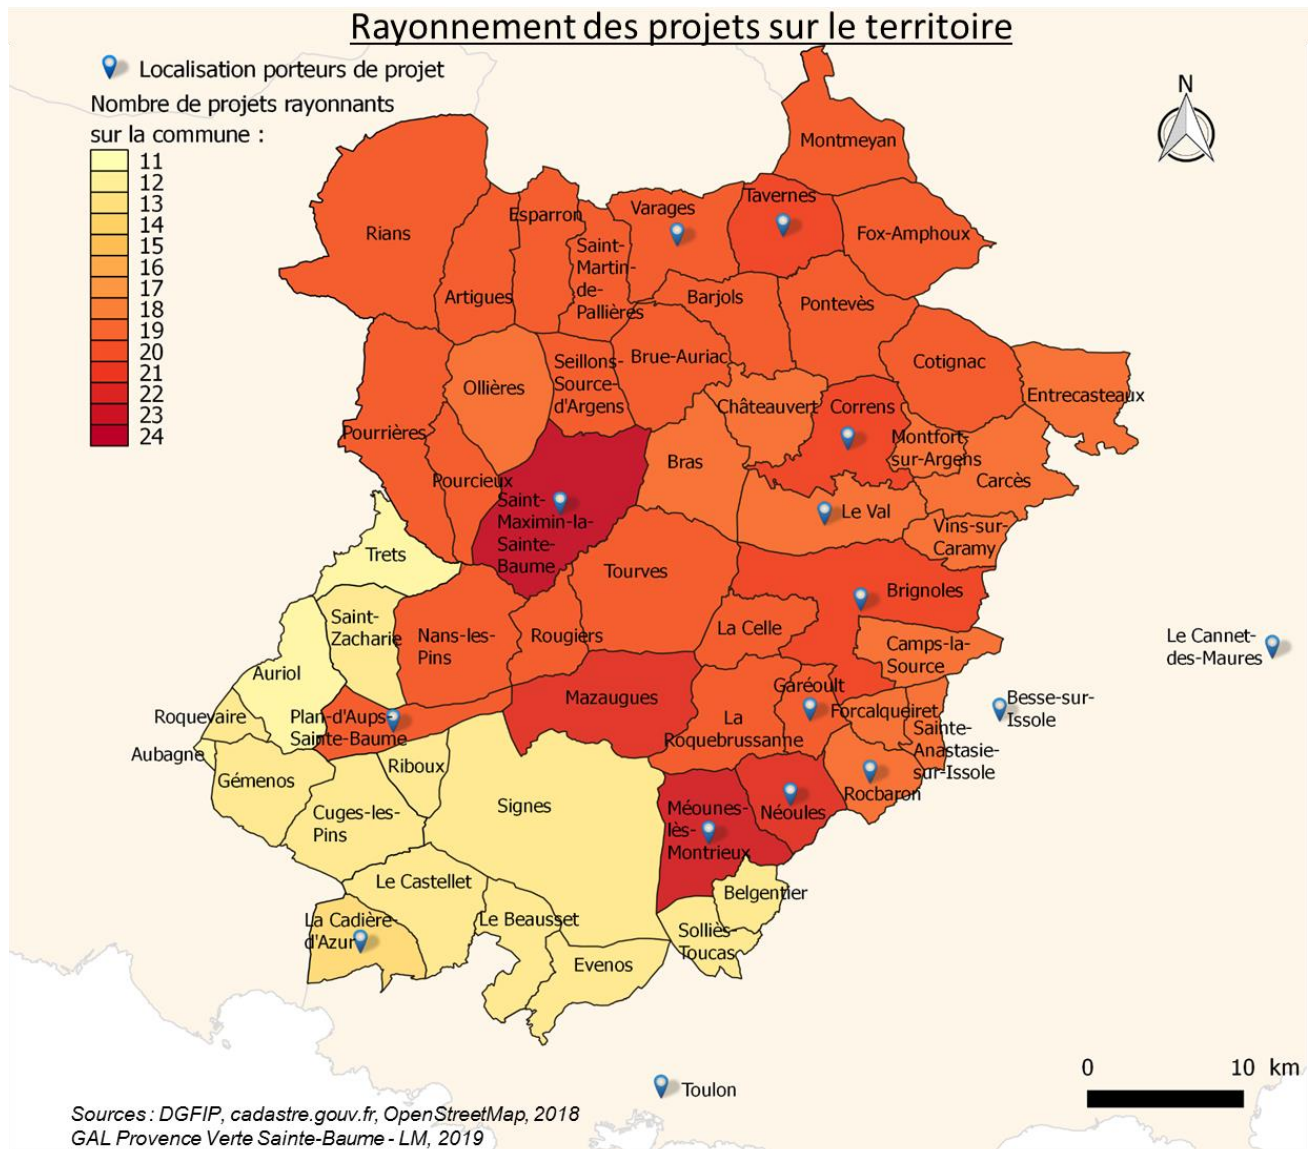 Rayonnement des projets sur le territoire
Localisation porteurs de projet
Nombre de projets rayonnants
sur la commune :
11
12
13
14
15
16
17
18
19
20
21
22
23
24
N
Montmeyan
Tavernes
Varages
Esparron
Rians
Fox-Amphoux
Saint-
Martin-
de-
Pallières
Artigues
Barjols
Pontevès
Brue-Auriac
Seillons-
Source-
d'Argens
Cotignac
Ollières
Entrecasteaux
Châteauvert
Correns
Pourrières
Montfort-
sur-Argens
Bras
Pourcieux
Carcès
Saint-
Maximin-la-
Sainte-
Baume
Le Val
Vins-sur-
Caramy
Trets
Tourves
Brignoles
Saint-
Zacharie
Nans-les-
Pins
Rougiers
La Celle
Camps-la-
Source
Le Cannet-
des-Maures
Auriol
Mazaugues
Garéoult
Besse-sur-
Issole
Roquevaire
Plan-d'Aups-
Sainte-Baume
La
Roquebrussanne
Forcalqueiret
Sainte-
Anastasie-
sur-Issole
Aubagne
Riboux
Gémenos
Rocbaron
Signes
Cuges-les-
Pins
Méounes-
lès-
Montrieux
Néoules
Le Castellet
Belgentier
La Cadière-
d'Azur
Le Beausset
Solliès-
Toucas
Evenos
0 10 km
Toulon
Sources : DGFIP, cadastre.gouv.fr, OpenStreetMap, 2018
GAL Provence Verte Sainte-Baume - LM, 2019